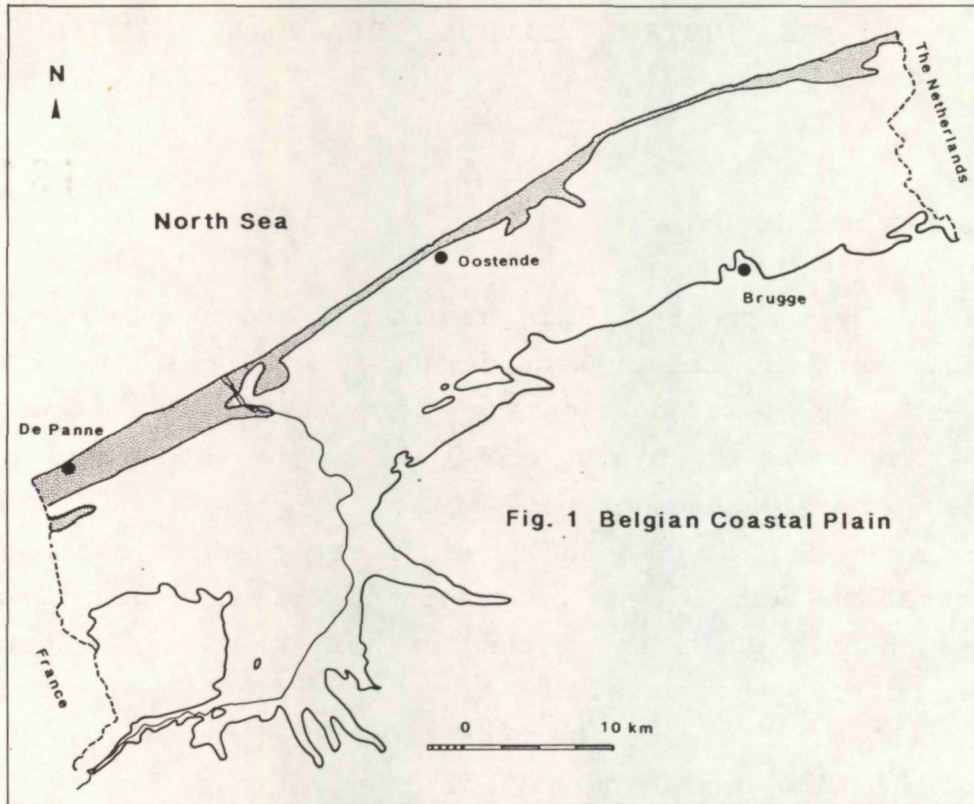 N
The Netherlands
North Sea
Oostende
Brugge
De Panne
Fig. 1 Belgian Coastal Plain
France
0 10 km